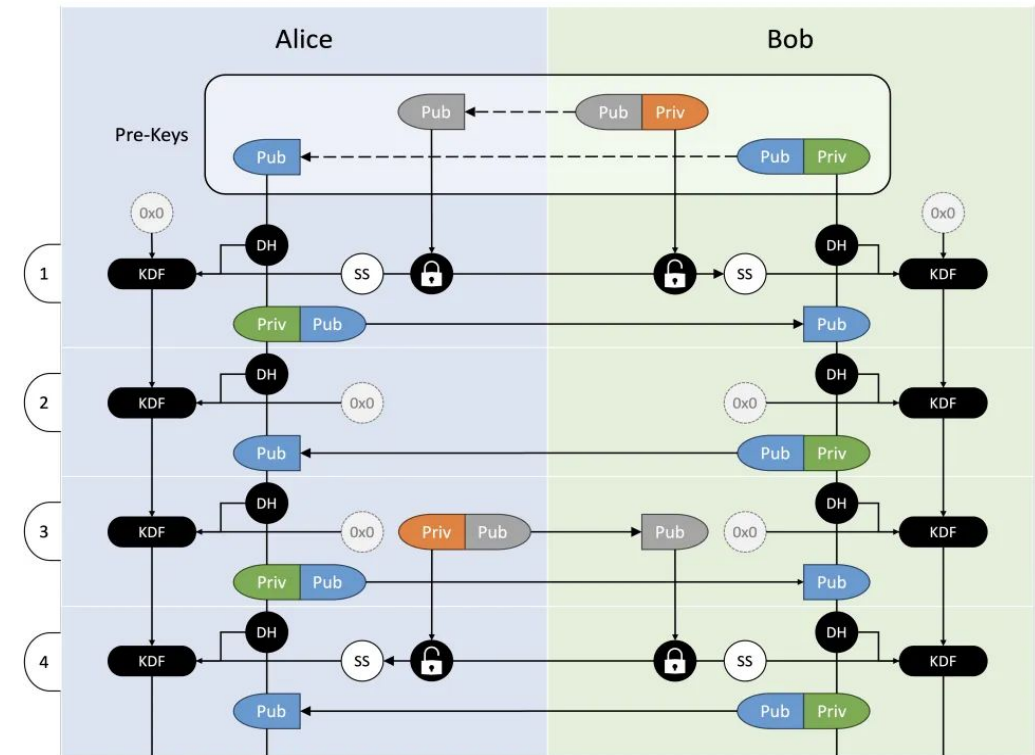 Alice Bob
Pub Pub Priv
Pre-Keys
Pub Pub Priv
0x0 0x0
DH DH
1 KDF SS SS KDF
Priv Pub Pub
DH DH
2 KDF 0x0 0x0 KDF
Pub Pub Priv
DH DH
3 KDF 0x0 Priv Pub Pub 0x0 KDF
Priv Pub Pub
DH DH
4 KDF SS SS KDF
Pub Pub Priv